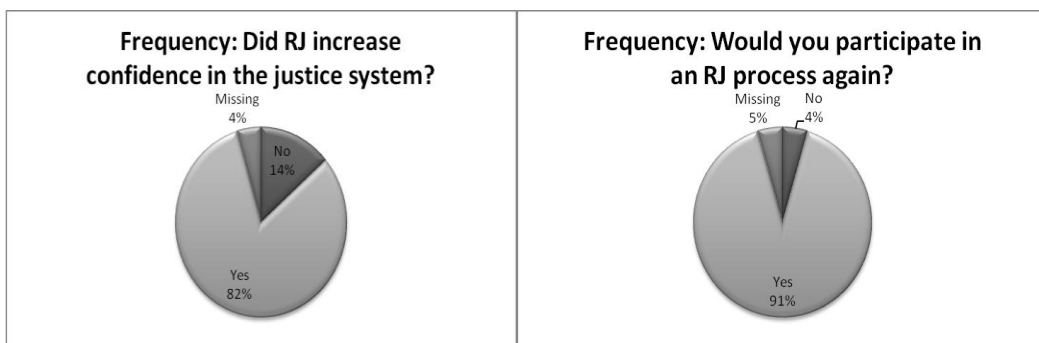 Frequency: Did RJ increase
confidence in the justice system?
Missing
4%
No
14%
Yes
82%
Frequency: Would you participate in
an RJ process again?
Missing
5%
No
4%
Yes
91%